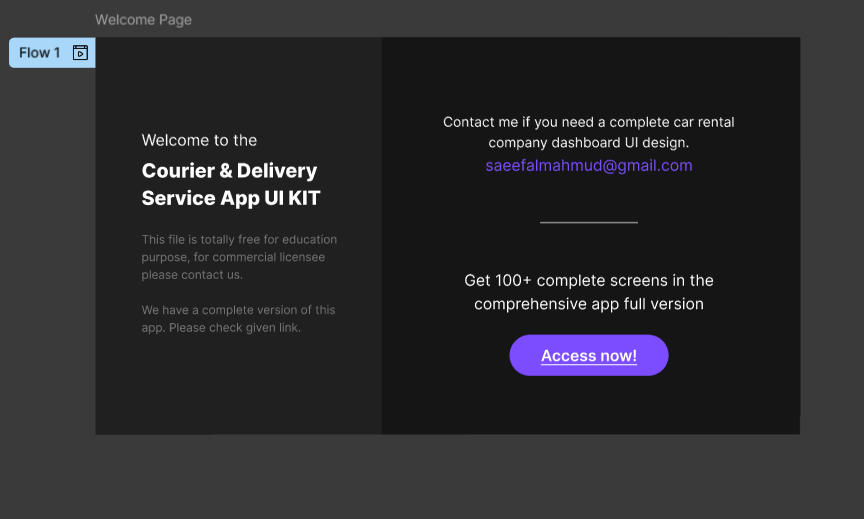 Welcome Page
Flow 1
Welcome to the
Courier & Delivery
Service App UI KIT
This file is totally free for education
purpose, for commercial licensee
please contact us.
We have a complete version of this
app. Please check given link.
Contact me if you need a complete car rental
company dashboard UI design.
saeefalmahmud@gmail.com
Get 100+ complete screens in the
comprehensive app full version
Access now!